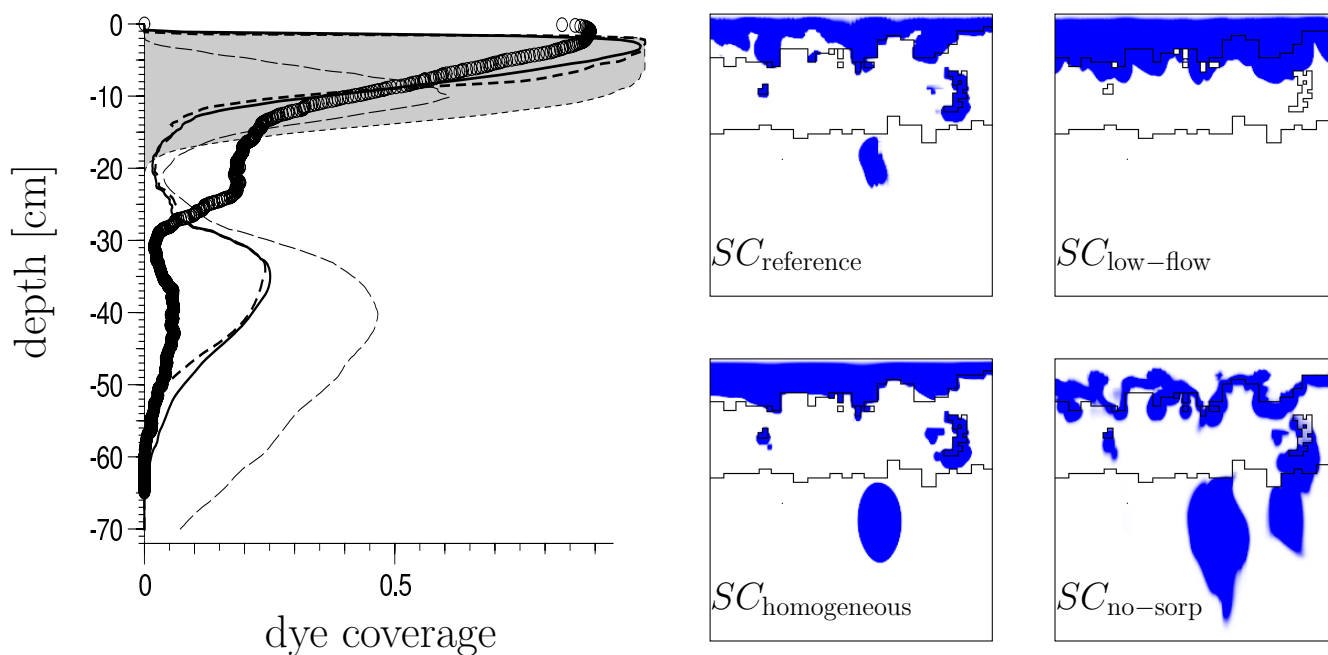 0
-10
-20
-30
-40
-50
-60
-70
depth [cm]
0 0.5
dye coverage
SC reference
SC low−flow
SC homogeneous
SC no−sorp